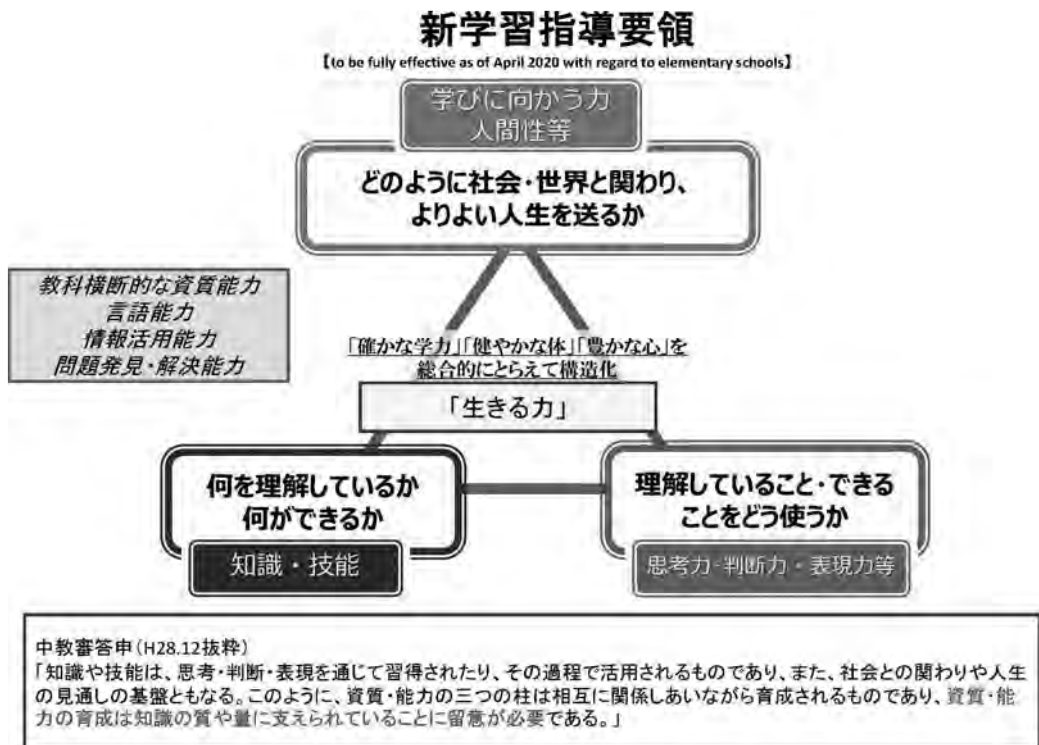 新学習指導要領
【to be fully effective as of April 2020 with regard to elementary schools】
学びに向かう力
人間性等
どのように社会・世界と関わり、
よりよい人生を送るか
教科横断的な資質能力
言語能力
情報活用能力
問題発見・解決能力
「確かな学力」「健やかな体」「豊かな心」を
総合的にとらえて構造化
「生きる力」
何を理解しているか
何ができるか
知識・技能
理解していること・できる
ことをどう使うか
思考力・判断力・表現力等
中教審答申(H28.12抜粋)
「知識や技能は、思考・判断・表現を通じて習得されたり、その過程で活用されるものであり、また、社会との関わりや人生
の見通しの基盤ともなる。このように、資質・能力の三つの柱は相互に関係しあいながら育成されるものであり、資質・能
力の育成は知識の質や量に支えられていることに留意が必要である。」